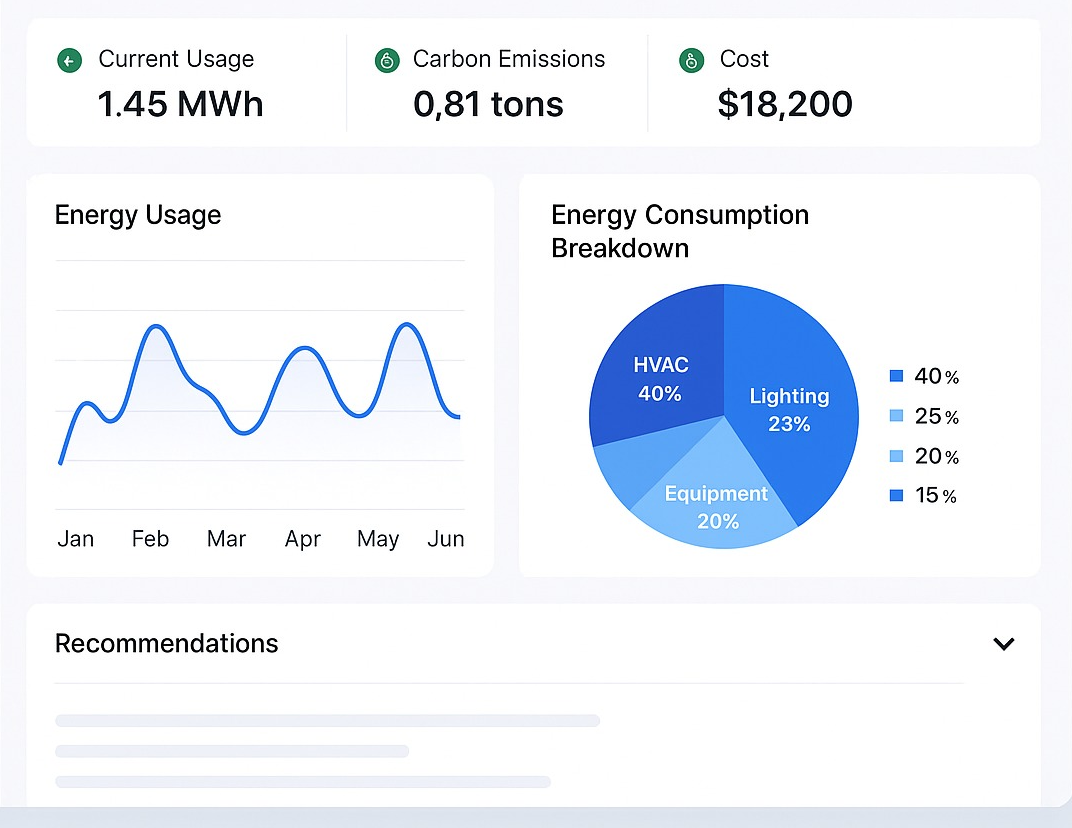 Current Usage
1.45 MWh
Carbon Emissions
0,81 tons
Cost
$18,200
Energy Usage
Jan Feb Mar Apr May Jun
Energy Consumption
Breakdown
HVAC
40%
Lighting
23%
Equipment
20%
40%
25%
20%
15%
Recommendations